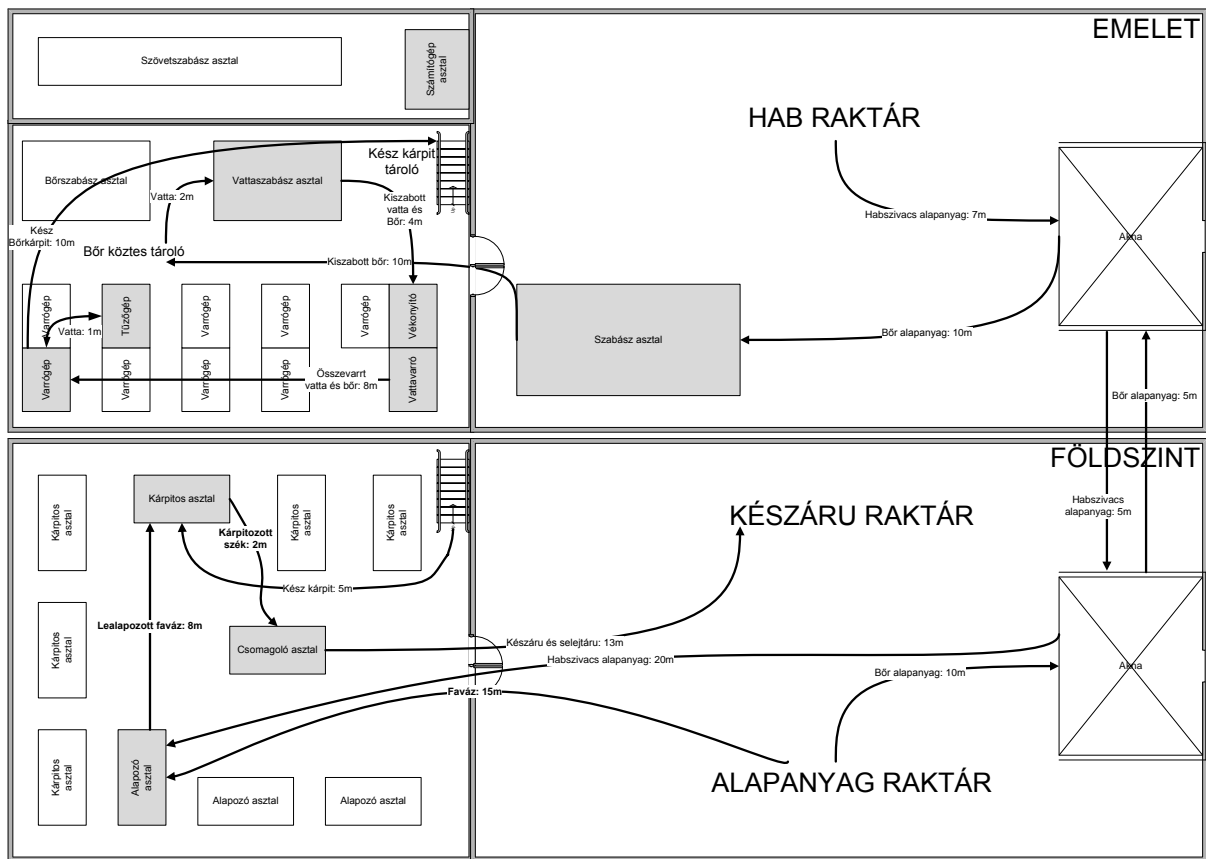 EMELET
Szövetszabász asztal
Számítógép
asztal
HAB RAKTÁR
Kész kárpit
tároló
Bőrszabász asztal
Vattaszabász asztal
Vatta: 2m
Kiszabott
vatta és
Bőr: 4m
Habszivacs alapanyag: 7m
Kész
Bőrkárpit: 10m
Akna
Bőr köztes tároló
Kiszabott bőr: 10m
Varrógép
Tűzőgép
Varrógép
Varrógép
Varrógép
Vékonyító
Vatta: 1m
Szabász asztal
Bőr alapanyag: 10m
Varrógép
Varrógép
Varrógép
Varrógép
Összevarrt
vatta és bőr: 8m
Vattavarró
Bőr alapanyag: 5m
FÖLDSZINT
Habszivacs
alapanyag: 5m
Kárpitos asztal
Kárpitos
asztal
Kárpitos
asztal
Kárpitos
asztal
KÉSZÁRU RAKTÁR
Kárpitozott
szék: 2m
Kész kárpit: 5m
Lealapozott faváz: 8m
Kárpitos
asztal
Csomagoló asztal
Készáru és selejtáru: 13m
Habszivacs alapanyag: 20m
Bőr alapanyag: 10m
Akna
Faváz: 15m
Kárpitos
asztal
Alapozó
asztal
ALAPANYAG RAKTÁR
Alapozó asztal
Alapozó asztal